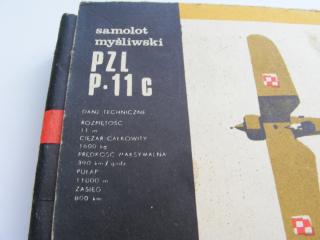 samolot
myśliwski
PZL
P-11c
DANE TECHNICZNE
ROZPIĘTOŚĆ
11 m
CIĘŻAR CAŁKOWITY
1600 kg
PRĘDKOŚĆ MAKSYMALNA
390 km/godz
PUŁAP
11000 m
ZASIĘG
800 km